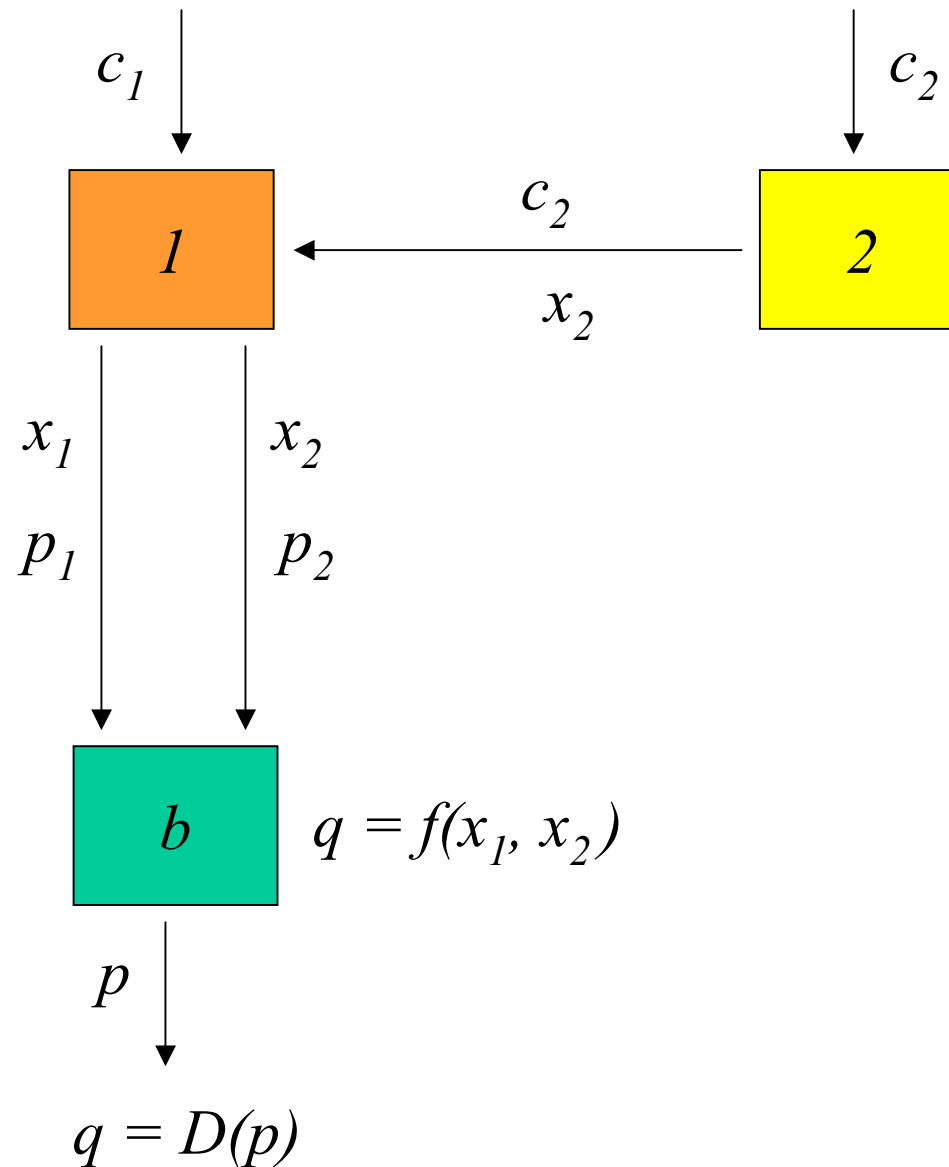 c₁
c₂
1
c₂
x₂
2
x₁
x₂
p₁
p₂
b
q = f(x₁, x₂)
p
q = D(p)